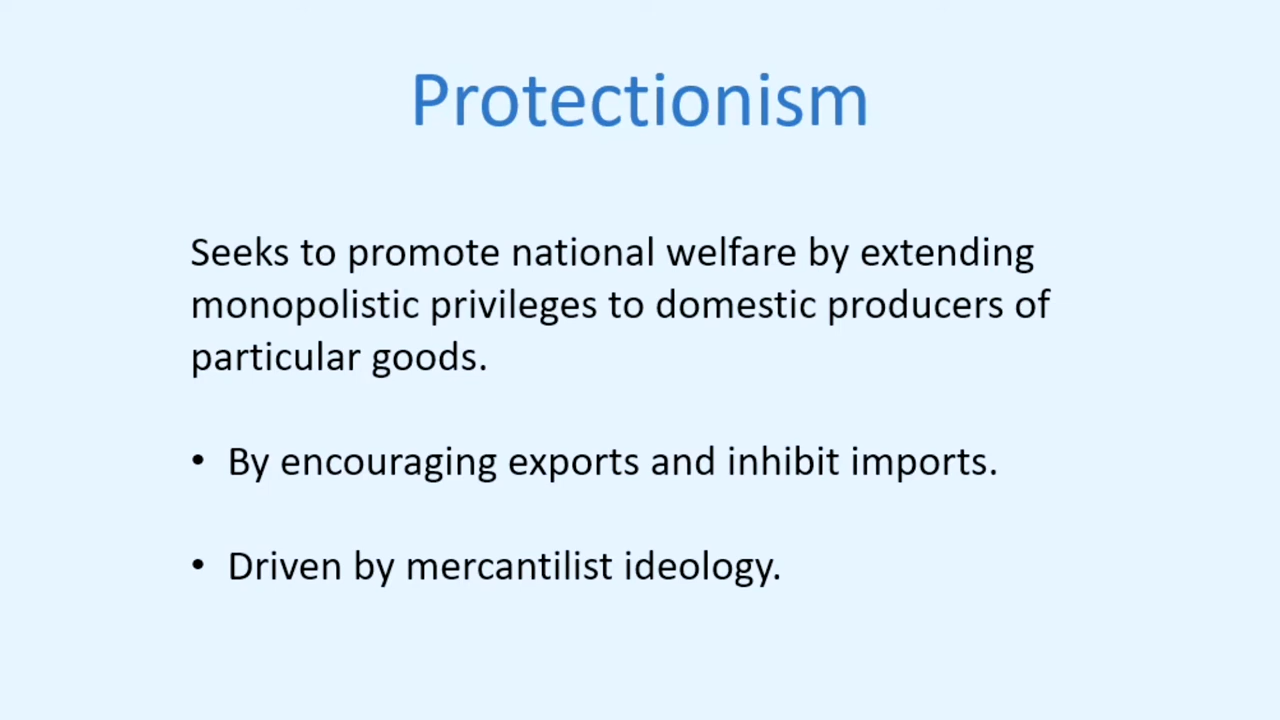 Protectionism
Seeks to promote national welfare by extending
monopolistic privileges to domestic producers of
particular goods.
• By encouraging exports and inhibit imports.
• Driven by mercantilist ideology.